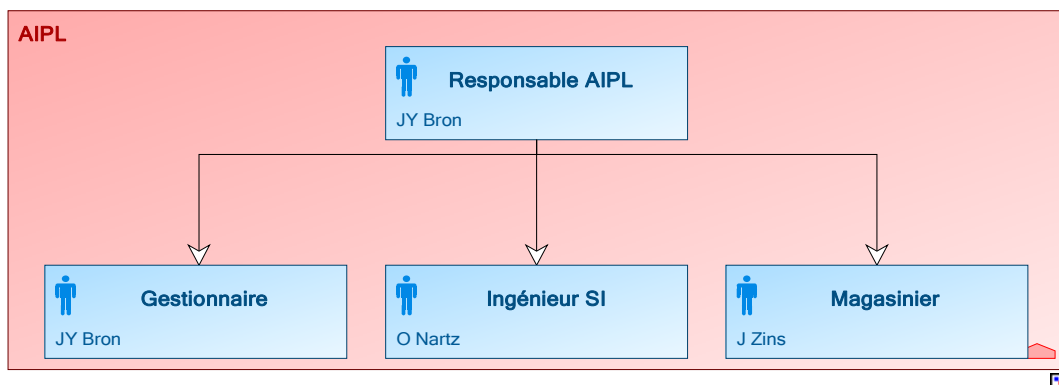 AIPL
Responsable AIPL
JY Bron
Gestionnaire
JY Bron
Ingénieur SI
O Nartz
Magasinier
J Zins